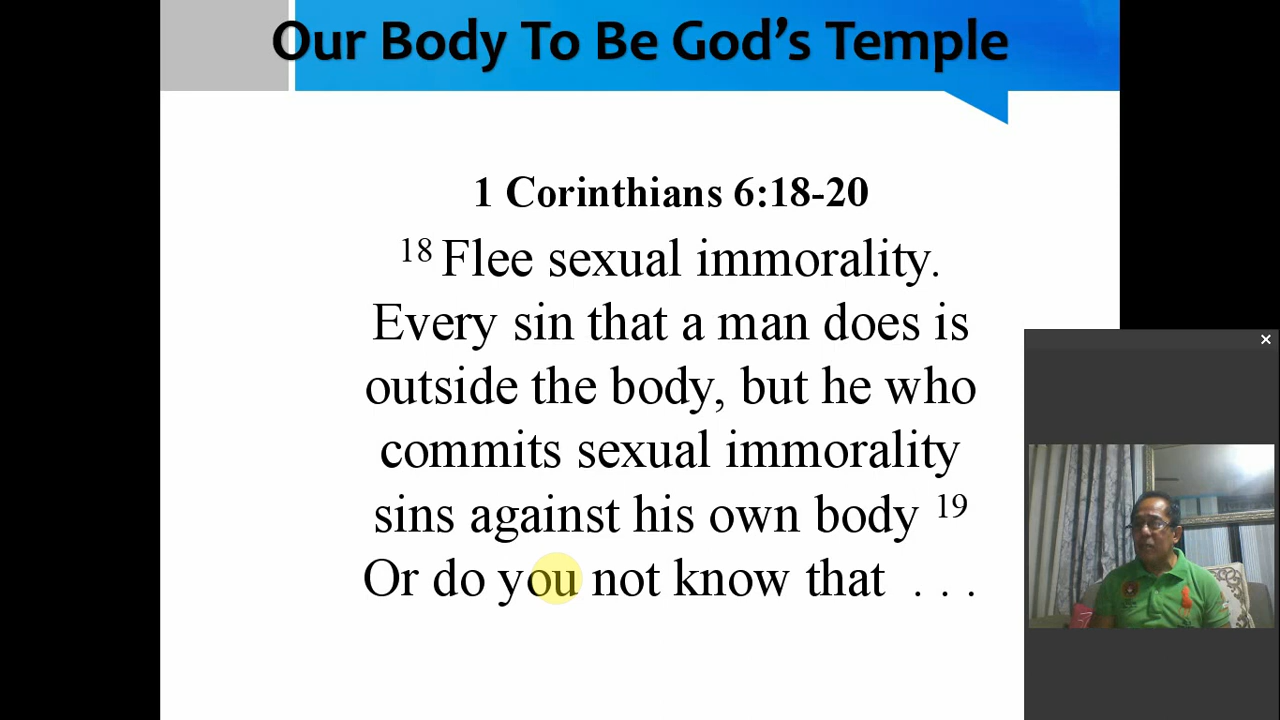 Our Body To Be God's Temple
1 Corinthians 6:18-20
18 Flee sexual immorality.
Every sin that a man does is
outside the body, but he who
commits sexual immorality
sins against his own body 19
Or do you not know that . . .